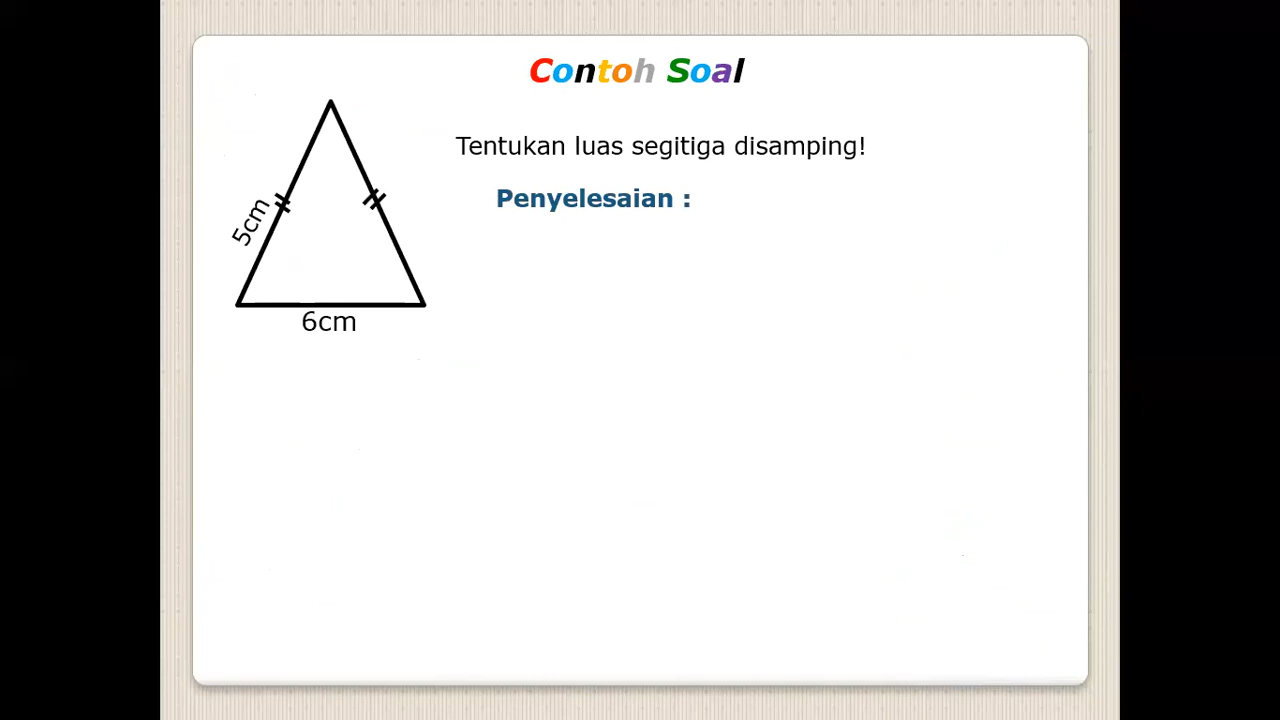 Contoh Soal
Tentukan luas segitiga disamping!
Penyelesaian :
5cm
6cm